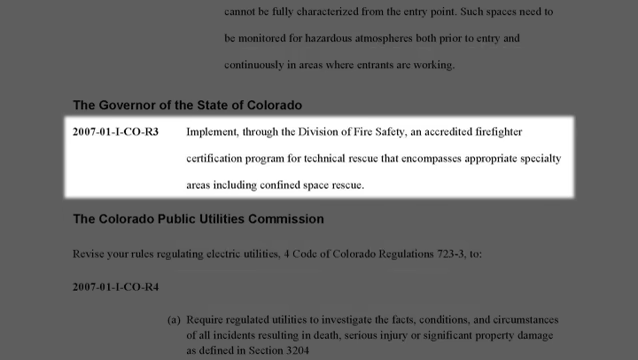 cannot be fully characterized from the entry point. Such spaces need to
be monitored for hazardous atmospheres both prior to entry and
continuously in areas where entrants are working.
The Governor of the State of Colorado
2007-01-I-CO-R3 Implement, through the Division of Fire Safety, an accredited firefighter
certification program for technical rescue that encompasses appropriate specialty
areas including confined space rescue.
The Colorado Public Utilities Commission
Revise your rules regulating electric utilities, 4 Code of Colorado Regulations 723-3, to:
2007-01-I-CO-R4
(a) Require regulated utilities to investigate the facts, conditions, and circumstances
of all incidents resulting in death, serious injury or significant property damage
as defined in Section 3204